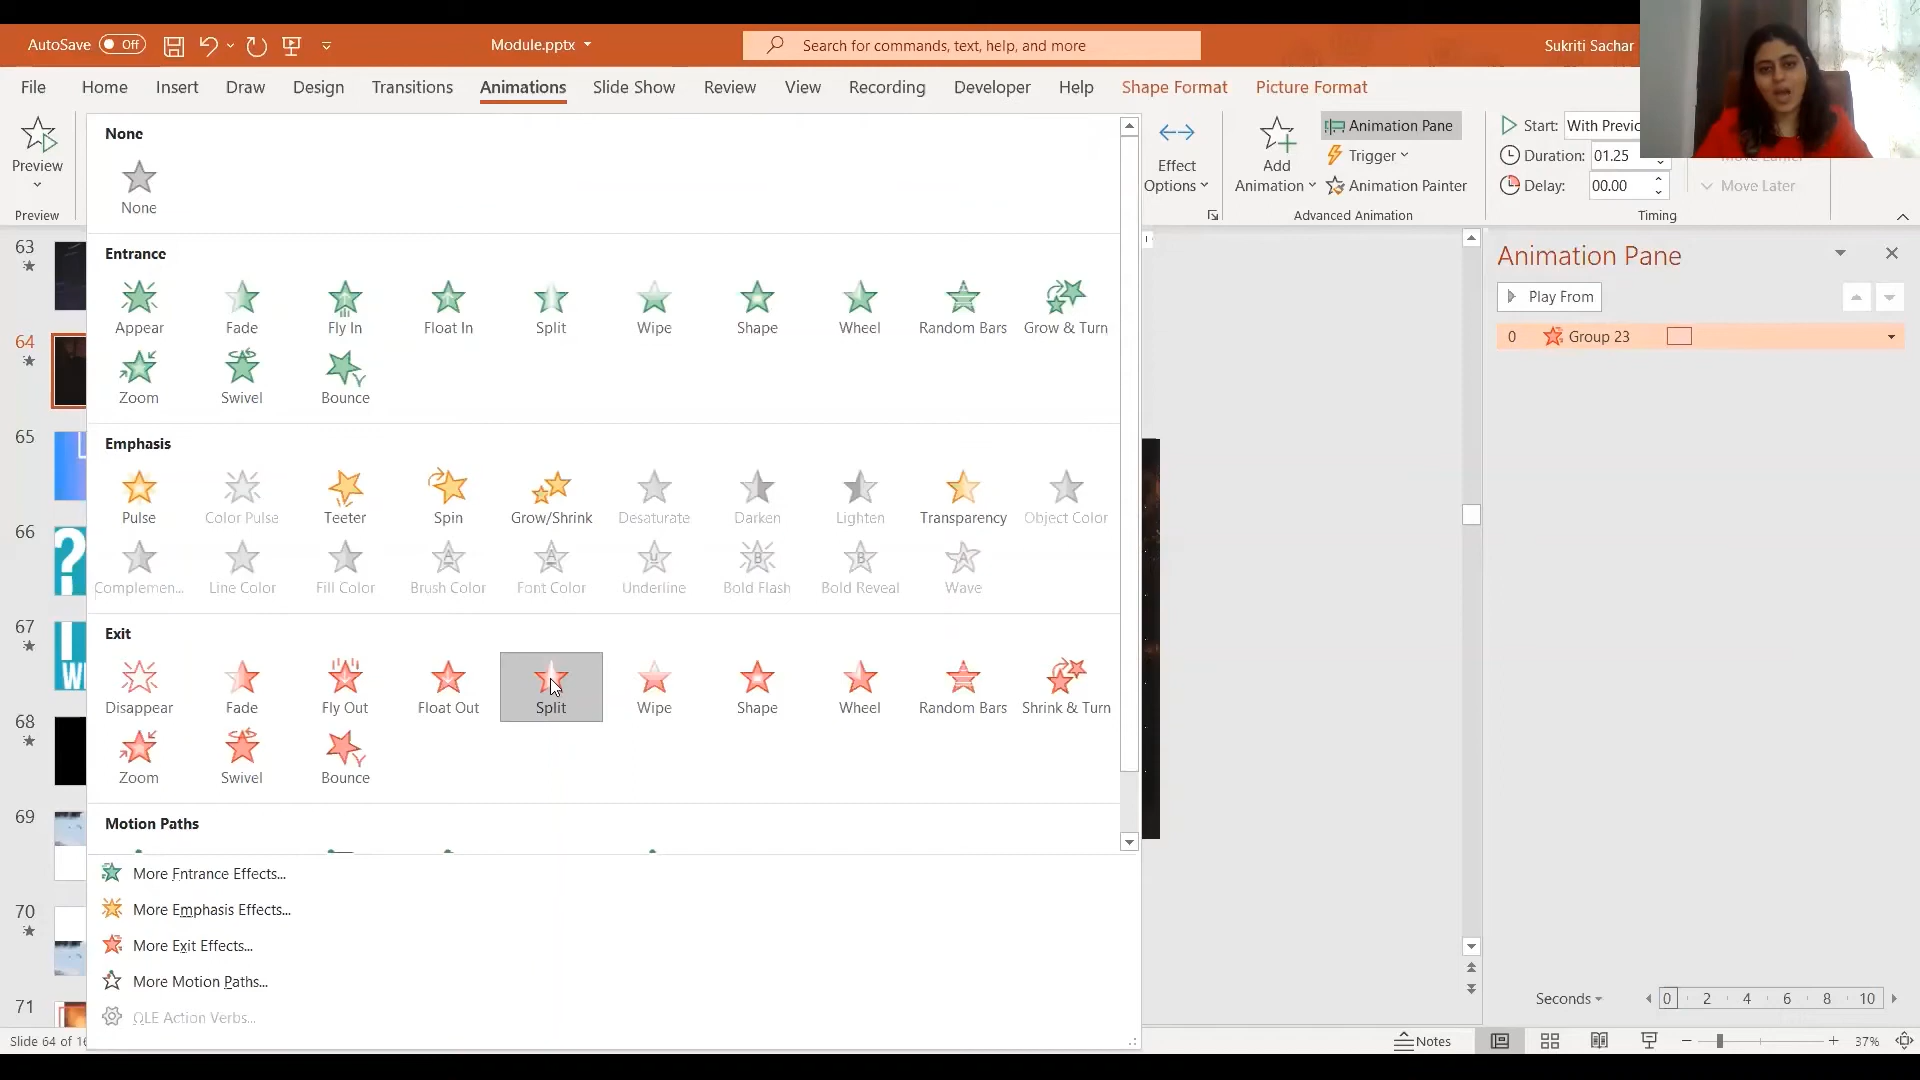 AutoSave Off
Module.pptx
Search for commands, text, help, and more
Sukriti Sachar
File Home Insert Draw Design Transitions Animations Slide Show Review View Recording Developer Help Shape Format Picture Format
Preview
Preview
Effect
Options
Add
Animation
Animation Pane
Trigger
Animation Painter
Advanced Animation
Start: With Previo
Duration: 01.25
Delay: 00.00
Move Later
Timing
None
None
Entrance
Appear Fade Fly In Float In Split Wipe Shape Wheel Random Bars Grow & Turn
Zoom Swivel Bounce
Emphasis
Pulse Color Pulse Teeter Spin Grow/Shrink Desaturate Darken Lighten Transparency Object Color
Complemen... Line Color Fill Color Brush Color Font Color Underline Bold Flash Bold Reveal Wave
Exit
Disappear Fade Fly Out Float Out Split Wipe Shape Wheel Random Bars Shrink & Turn
Zoom Swivel Bounce
Motion Paths
More Entrance Effects...
More Emphasis Effects...
More Exit Effects...
More Motion Paths...
OLE Action Verbs...
63
64
65
66
?
67
I
W
68
69
70
71
Animation Pane
Play From
0 Group 23
Seconds 0 2 4 6 8 10
Slide 64 of 16
Notes
37%